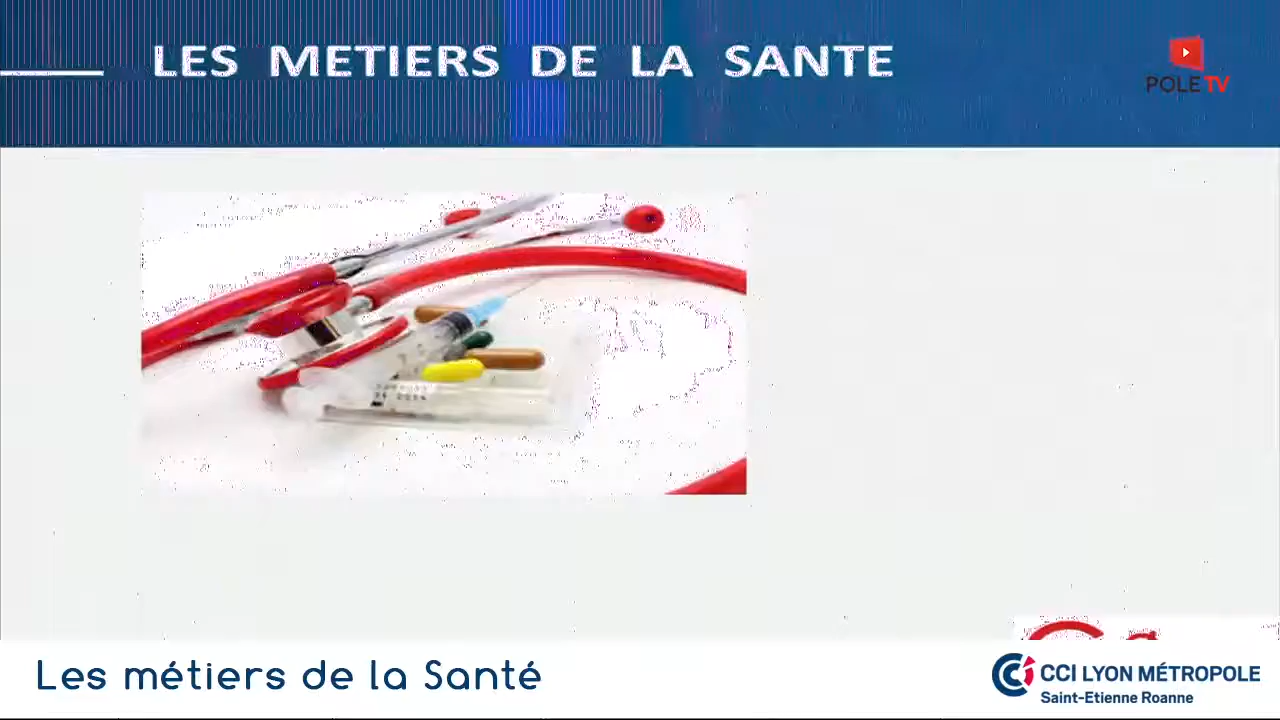 LES METIERS DE LA SANTE
POLE TV
Les métiers de la Santé
CCI LYON MÉTROPOLE
Saint-Etienne Roanne